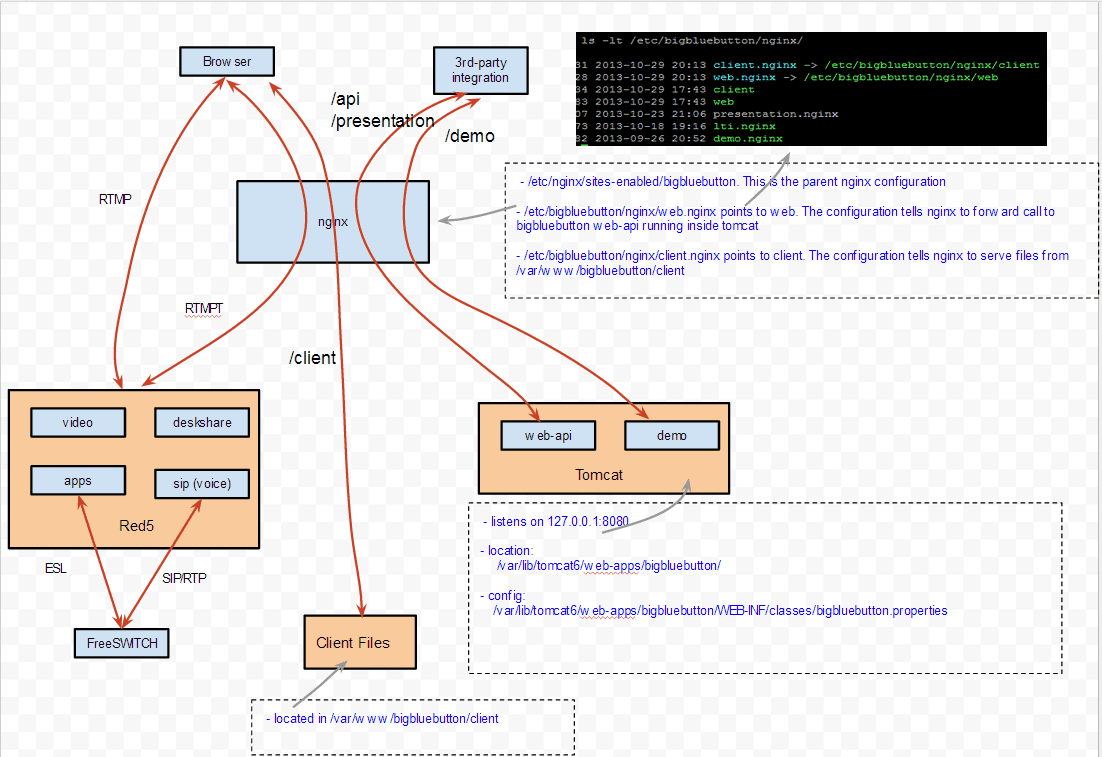 ls -lt /etc/bigbluebutton/nginx/
31 2013-10-29 20:13 client.nginx -> /etc/bigbluebutton/nginx/client
28 2013-10-29 20:13 web.nginx -> /etc/bigbluebutton/nginx/web
34 2013-10-29 17:43 client
33 2013-10-29 17:43 web
07 2013-10-23 21:06 presentation.nginx
73 2013-10-18 19:16 lti.nginx
82 2013-09-26 20:52 demo.nginx
Browser
3rd-party
integration
/api
/presentation
/demo
- /etc/nginx/sites-enabled/bigbluebutton. This is the parent nginx configuration
- /etc/bigbluebutton/nginx/web.nginx points to web. The configuration tells nginx to forward call to
bigbluebutton web-api running inside tomcat
- /etc/bigbluebutton/nginx/client.nginx points to client. The configuration tells nginx to serve files from
/var/www/bigbluebutton/client
RTMP
nginx
RTMPT
/client
video
deskshare
apps
sip (voice)
Red5
web-api
demo
Tomcat
- listens on 127.0.0.1:8080
- location:
/var/lib/tomcat6/web-apps/bigbluebutton/
- config:
/var/lib/tomcat6/web-apps/bigbluebutton/WEB-INF/classes/bigbluebutton.properties
ESL
SIP/RTP
FreeSWITCH
Client Files
- located in /var/www/bigbluebutton/client